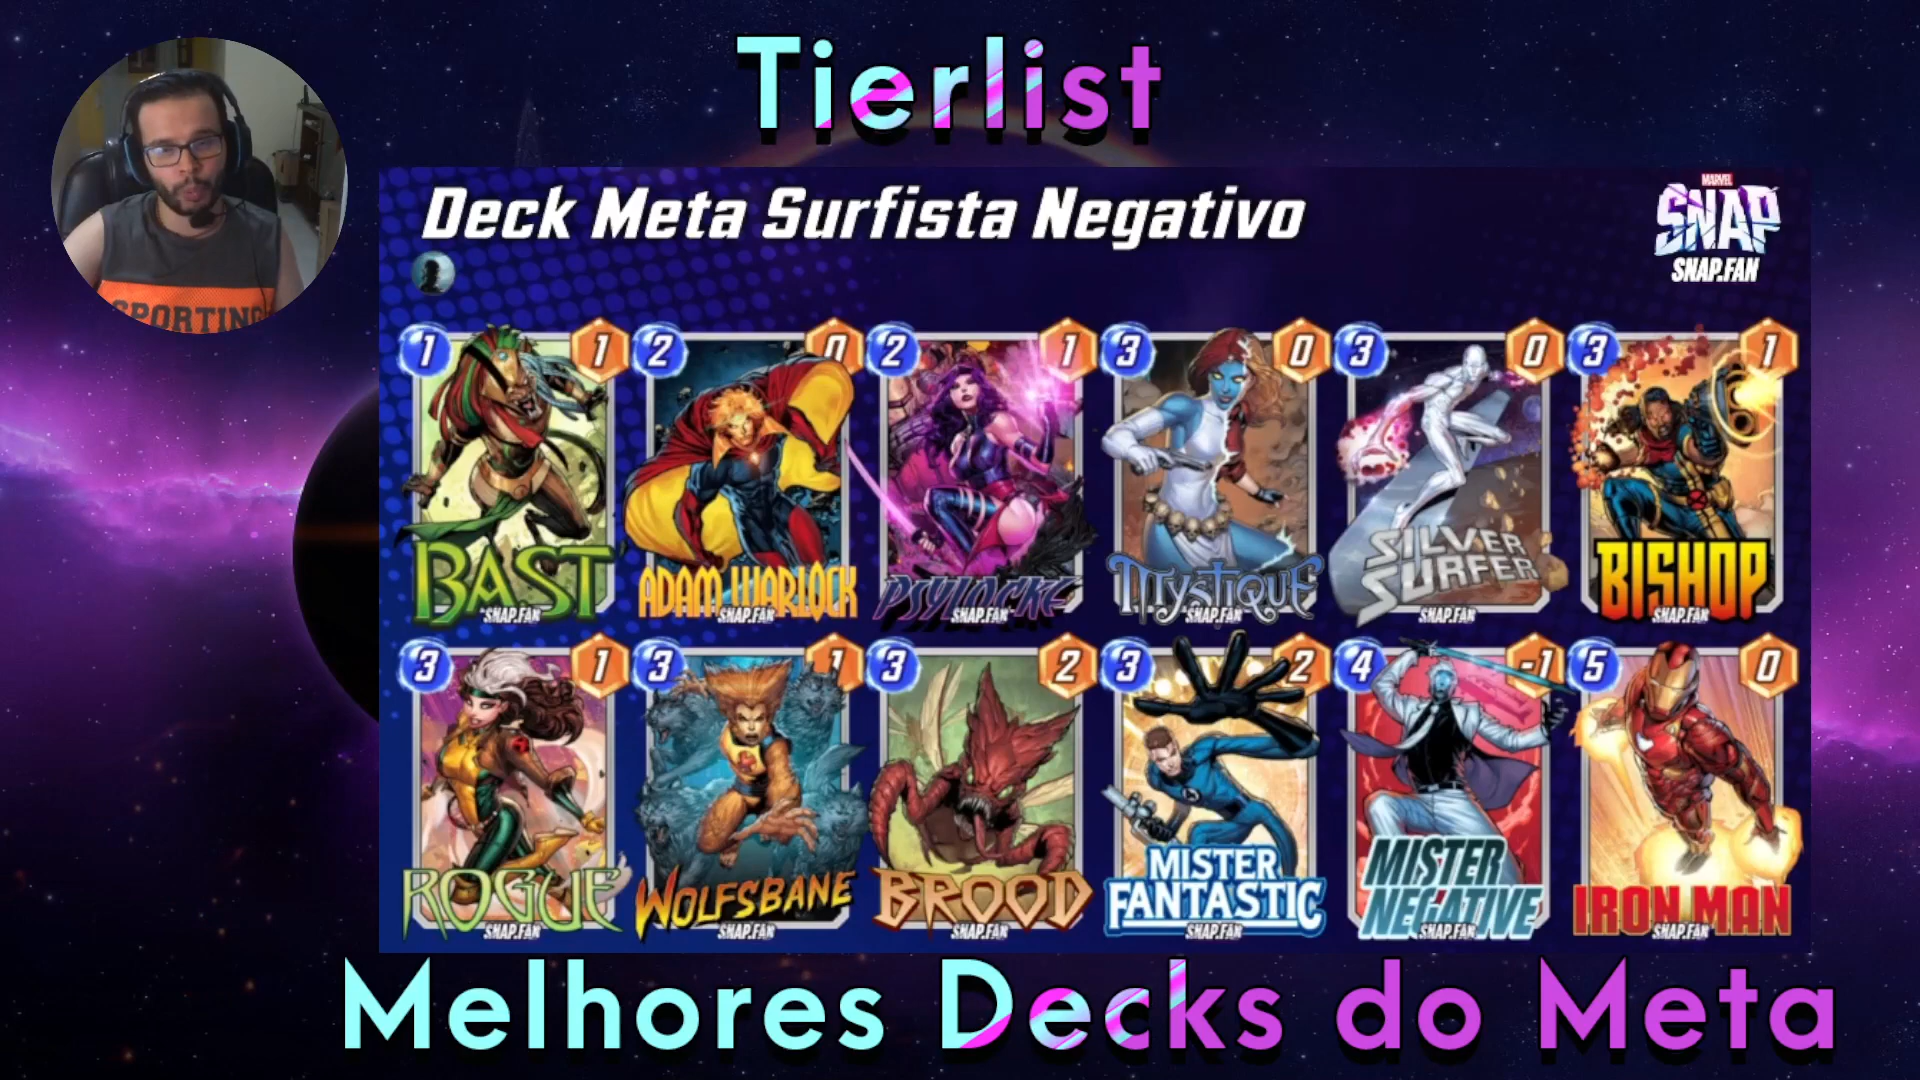 Tierlist
Deck Meta Surfista Negativo
MARVEL
SNAP
SNAP.FAN
1 1 2 0 2 1 3 0 3 0 3 1
BAST ADAM WARLOCK PSYLOCKE MYSTIQUE SILVER SURFER BISHOP
SNAP.FAN SNAP.FAN SNAP.FAN SNAP.FAN SNAP.FAN SNAP.FAN
3 1 3 1 3 2 3 2 4 -1 5 0
ROGUE WOLFSBANE BROOD MISTER FANTASTIC MISTER NEGATIVE IRON MAN
SNAP.FAN SNAP.FAN SNAP.FAN SNAP.FAN SNAP.FAN SNAP.FAN
SPORTING
Melhores Decks do Meta